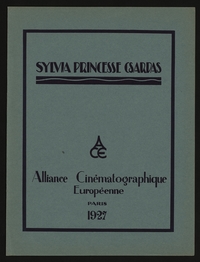 SYLVIA PRINCESSE CSARDAS
ACE
Alliance Cinématographique
Européenne
PARIS
1927